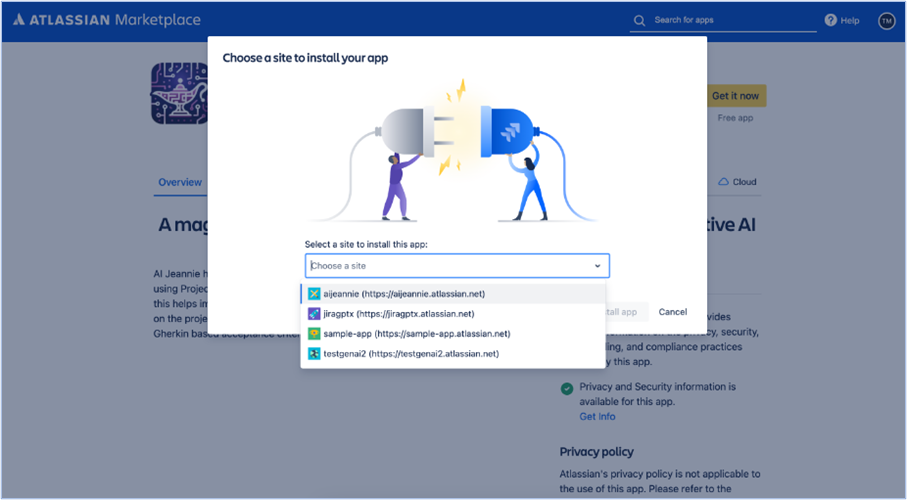 ATLASSIAN Marketplace
Search for apps
Help
TM
Choose a site to install your app
Get it now
Free app
Overview
Cloud
A mag
tive AI
Select a site to install this app:
Choose a site
AI Jeannie h
using Projec
this helps in
on the projec
Gherkin based acceptance
aijeannie (https://aijeannie.atlassian.net)
jiragptx (https://jiragptx.atlassian.net)
sample-app (https://sample-app.atlassian.net)
testgenai2 (https://testgenai2.atlassian.net)
tall app
Cancel
vides
on the privacy, security,
ling, and compliance practices
y this app.
Privacy and Security information is
available for this app.
Get Info
Privacy policy
Atlassian's privacy policy is not applicable to
the use of this app. Please refer to the